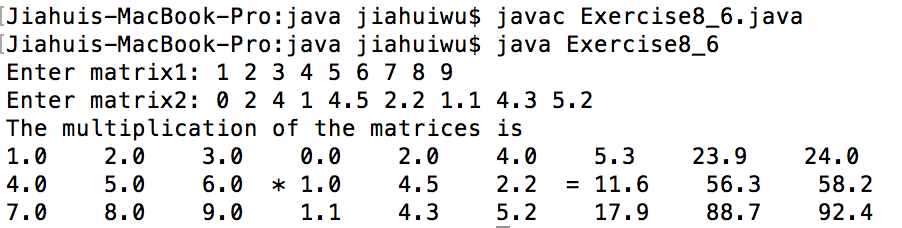 [Jiahuis-MacBook-Pro:java jiahuiwu$ javac Exercise8_6.java
[Jiahuis-MacBook-Pro:java jiahuiwu$ java Exercise8_6
Enter matrix1: 1 2 3 4 5 6 7 8 9
Enter matrix2: 0 2 4 1 4.5 2.2 1.1 4.3 5.2
The multiplication of the matrices is
1.0 2.0 3.0 0.0 2.0 4.0 5.3 23.9 24.0
4.0 5.0 6.0 * 1.0 4.5 2.2 = 11.6 56.3 58.2
7.0 8.0 9.0 1.1 4.3 5.2 17.9 88.7 92.4